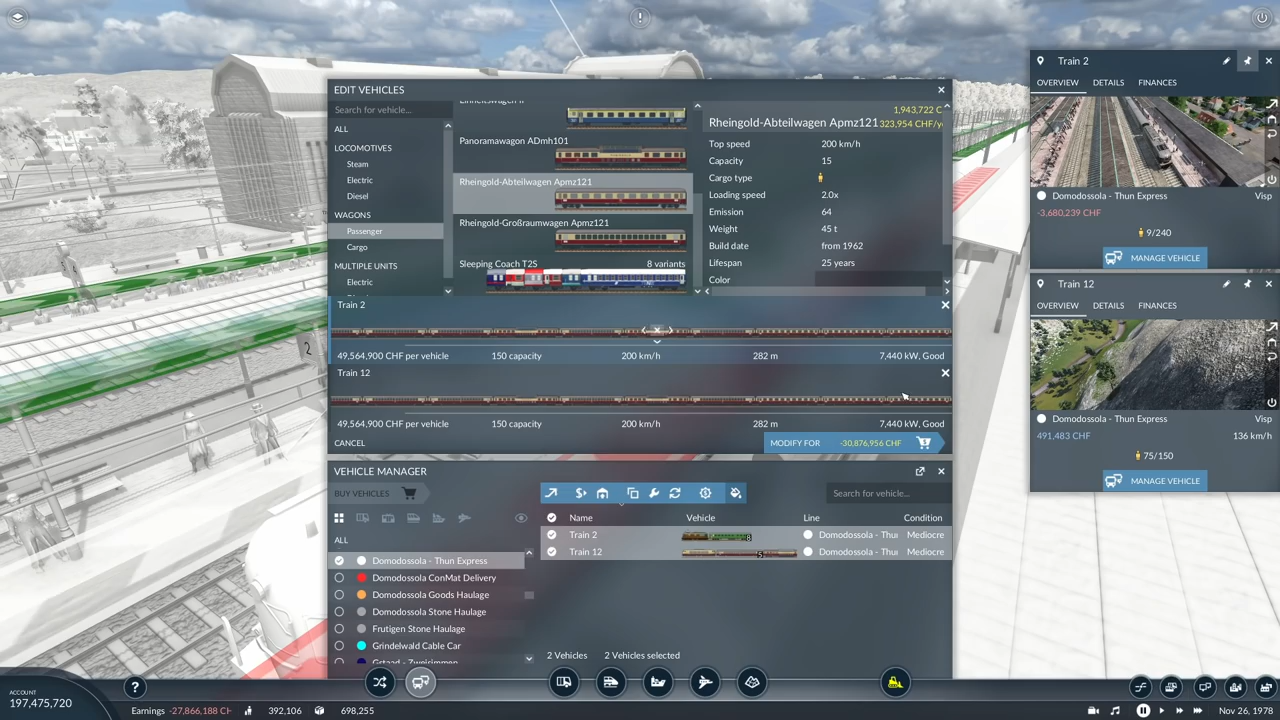 EDIT VEHICLES
Search for vehicle...
ALL
LOCOMOTIVES
Steam
Electric
Diesel
WAGONS
Passenger
Cargo
MULTIPLE UNITS
Electric
Einheitswagen II
Panoramawagon ADmh101
Rheingold-Abteilwagen Apmz121
Rheingold-Großraumwagen Apmz121
Sleeping Coach T2S 8 variants
1,943,722 C
Rheingold-Abteilwagen Apmz121 323,954 CHF/y
Top speed 200 km/h
Capacity 15
Cargo type
Loading speed 2.0x
Emission 64
Weight 45 t
Build date from 1962
Lifespan 25 years
Color
Train 2
49,564,900 CHF per vehicle 150 capacity 200 km/h 282 m 7,440 kW, Good
Train 12
49,564,900 CHF per vehicle 150 capacity 200 km/h 282 m 7,440 kW, Good
CANCEL
MODIFY FOR -30,876,956 CHF
VEHICLE MANAGER
BUY VEHICLES
Search for vehicle...
ALL
Domodossola - Thun Express
Domodossola ConMat Delivery
Domodossola Goods Haulage
Domodossola Stone Haulage
Frutigen Stone Haulage
Grindelwald Cable Car
Gstaad - Zweisimmen
Name Vehicle Line Condition
Train 2 8 Domodossola - Thu Mediocre
Train 12 5 Domodossola - Thu Mediocre
2 Vehicles 2 Vehicles selected
Train 2
OVERVIEW DETAILS FINANCES
Domodossola - Thun Express Visp
-3,680,239 CHF
9/240
MANAGE VEHICLE
Train 12
OVERVIEW DETAILS FINANCES
Domodossola - Thun Express Visp
491,483 CHF 136 km/h
75/150
MANAGE VEHICLE
2
ACCOUNT
197,475,720
?
Earnings -27,866,188 CH 392,106 698,255
Nov 26, 1978